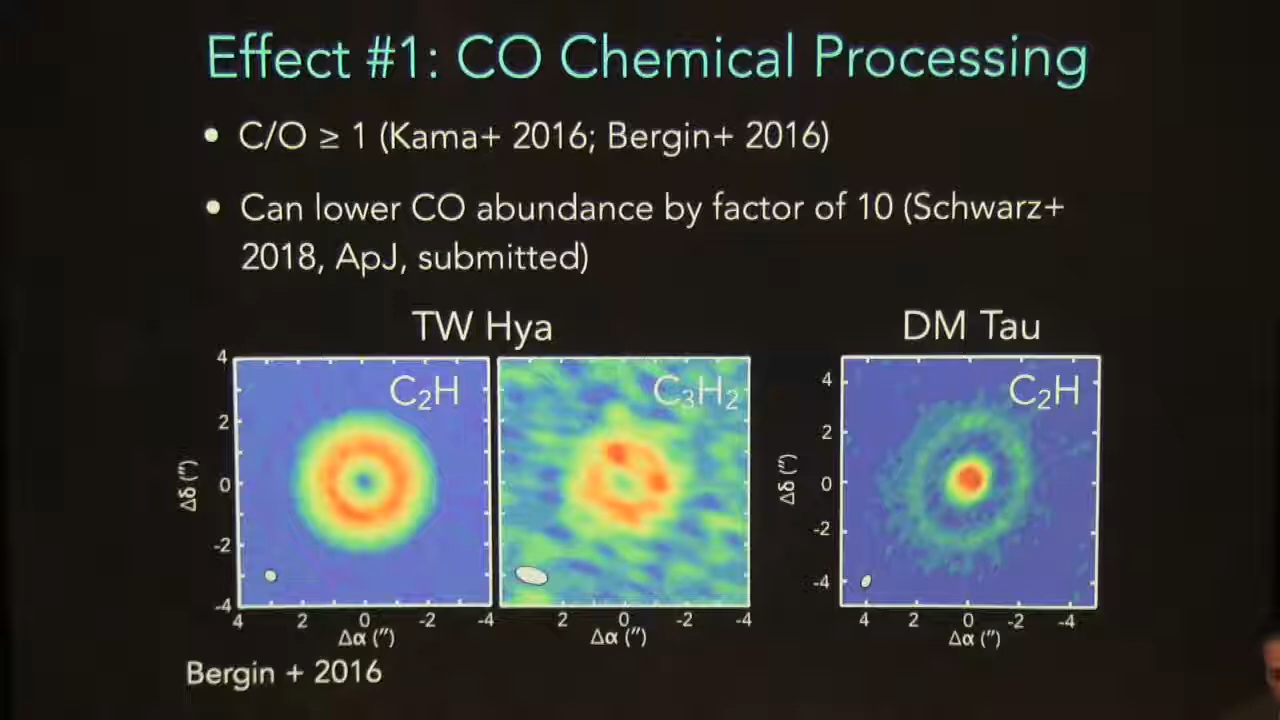 Effect #1: CO Chemical Processing
• C/O ≥ 1 (Kama+ 2016; Bergin+ 2016)
• Can lower CO abundance by factor of 10 (Schwarz+
2018, ApJ, submitted)
TW Hya
DM Tau
C₂H
C₃H₂
C₂H
4
2
0
-2
-4
Δδ (″)
4
2
0
-2
-4
Δδ (″)
4 2 0 -2 -4
2 0 -2 -4
4 2 0 -2 -4
Δα (″)
Δα (″)
Δα (″)
Bergin + 2016